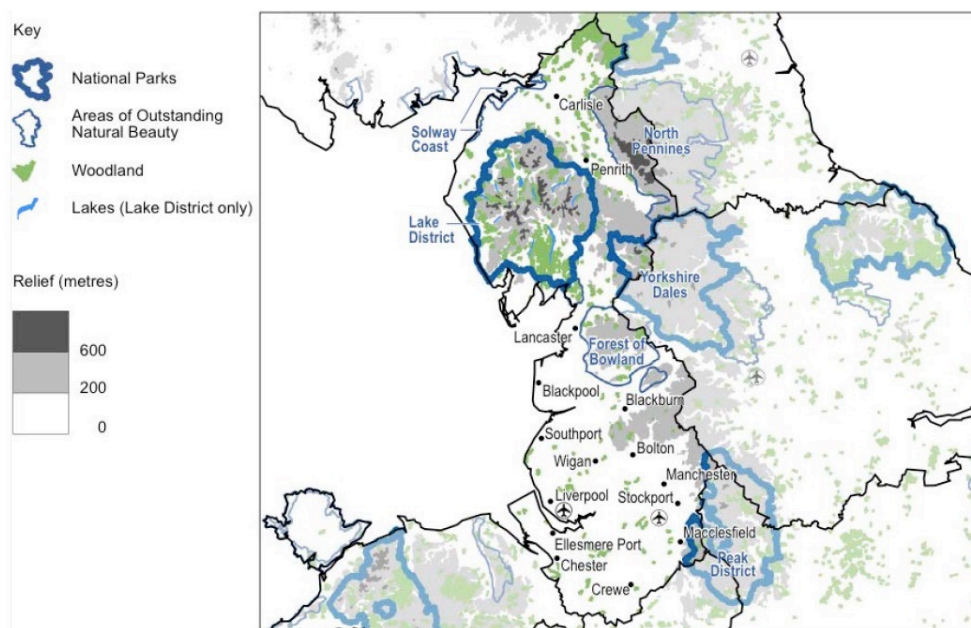 Key
National Parks
Areas of Outstanding
Natural Beauty
Woodland
Lakes (Lake District only)
Relief (metres)
600
200
0
Carlisle
Solway
Coast
North
Pennines
Penrith
Lake
District
Yorkshire
Dales
Lancaster
Forest of
Bowland
Blackpool
Blackburn
Southport
Bolton
Wigan
Manchester
Liverpool
Stockport
Macclesfield
Ellesmere Port
Peak
District
Chester
Crewe